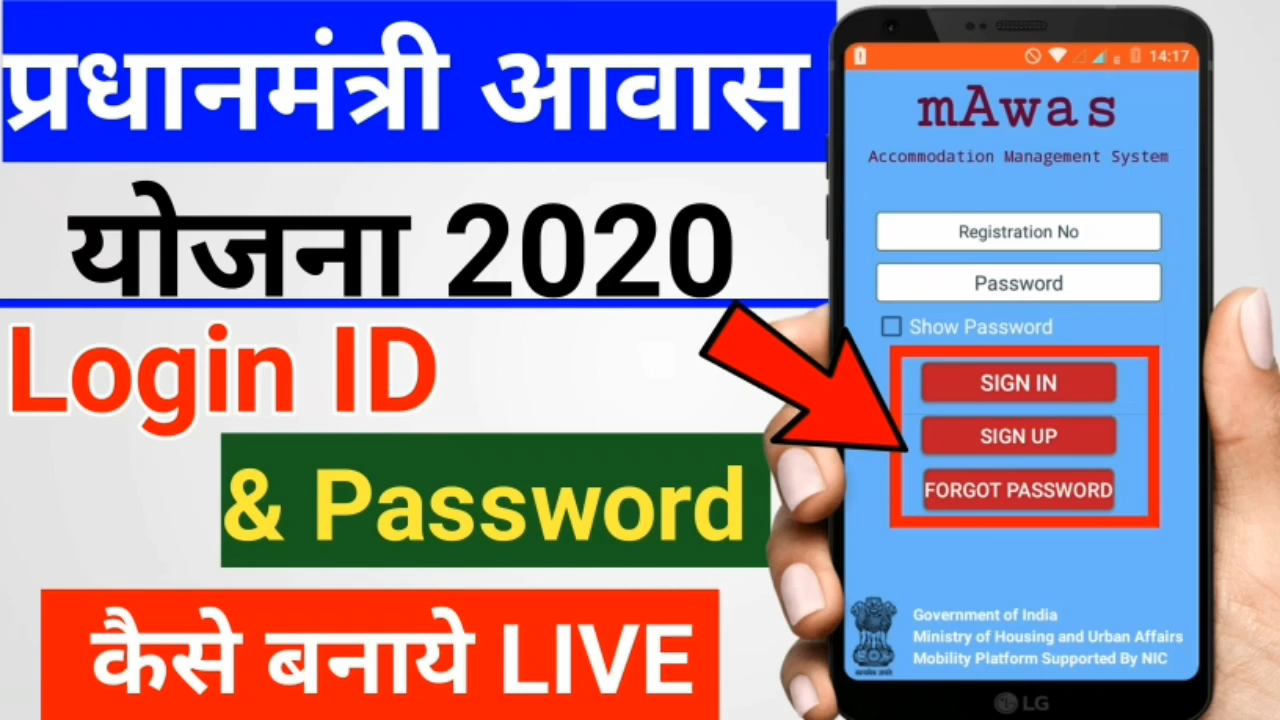 प्रधानमंत्री आवास
योजना 2020
Login ID
& Password
कैसे बनाये LIVE
14:17
mAwas
Accommodation Management System
Registration No
Password
Show Password
SIGN IN
SIGN UP
FORGOT PASSWORD
Government of India
Ministry of Housing and Urban Affairs
Mobility Platform Supported By NIC
LG